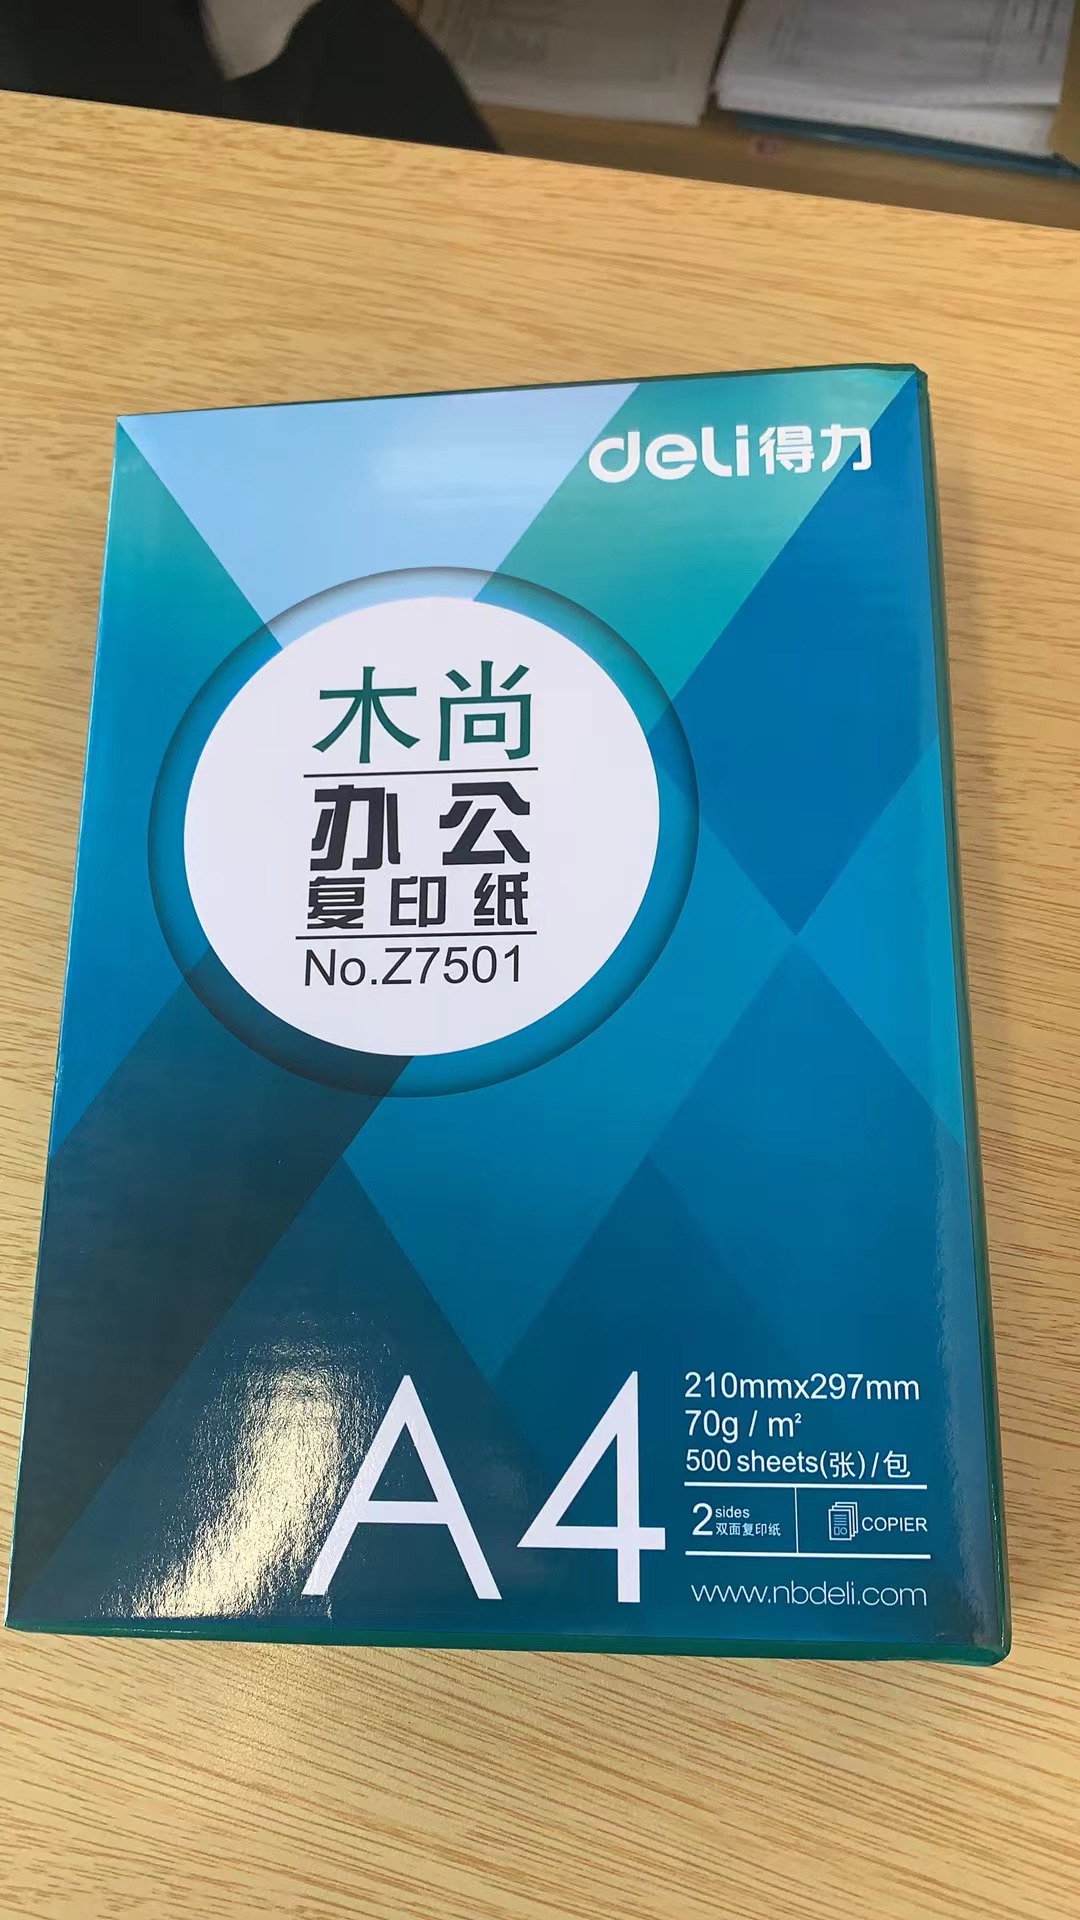 deli得力
木尚
办公
复印纸
No.Z7501
A4
210mmx297mm
70g / m²
500 sheets(张)/包
2 sides
双面复印纸
COPIER
www.nbdeli.com